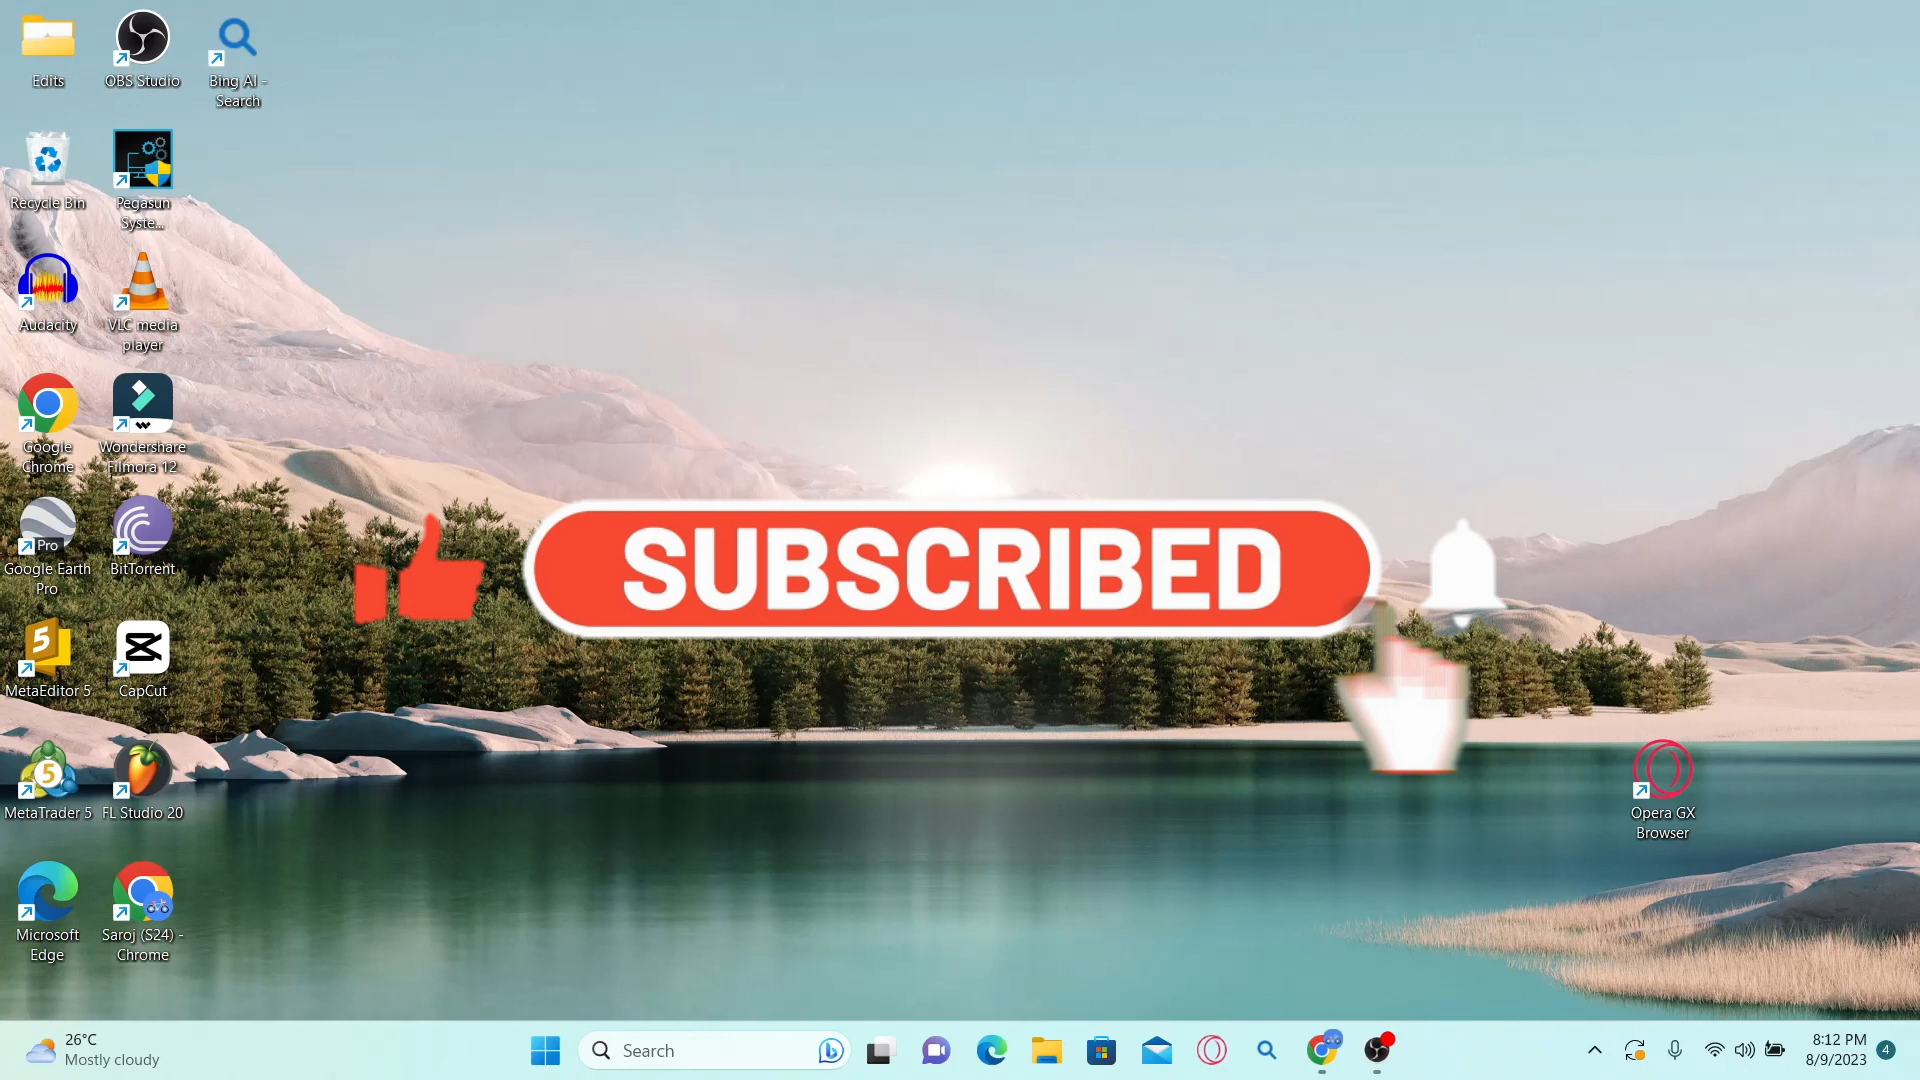 Edits
OBS Studio
Bing AI -
Search
Recycle Bin
Pegasun
Syste...
Audacity
VLC media
player
Google
Chrome
Wondershare
Filmora 12
Pro
Google Earth
Pro
BitTorrent
5
MetaEditor 5
CapCut
5
MetaTrader 5
FL Studio 20
Microsoft
Edge
Saroj (S24) -
Chrome
SUBSCRIBED
Opera GX
Browser
26°C
Mostly cloudy
Search
8:12 PM
8/9/2023
4